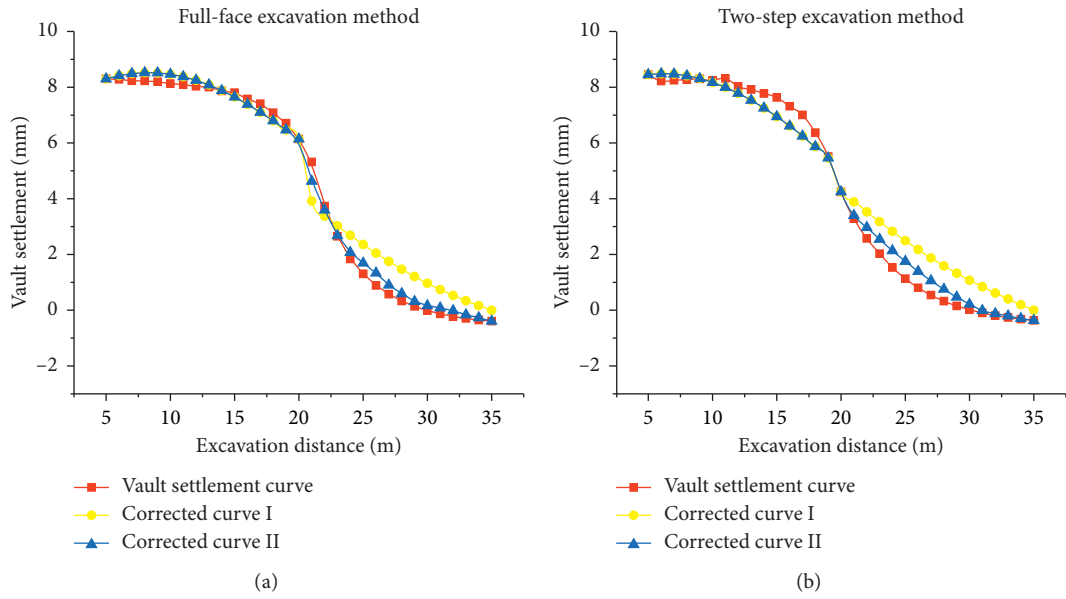 Full-face excavation method
10
8
6
4
2
0
−2
Vault settlement (mm)
5 10 15 20 25 30 35
Excavation distance (m)
Vault settlement curve
Corrected curve I
Corrected curve II
(a)
Two-step excavation method
10
8
6
4
2
0
−2
Vault settlement (mm)
5 10 15 20 25 30 35
Excavation distance (m)
Vault settlement curve
Corrected curve I
Corrected curve II
(b)